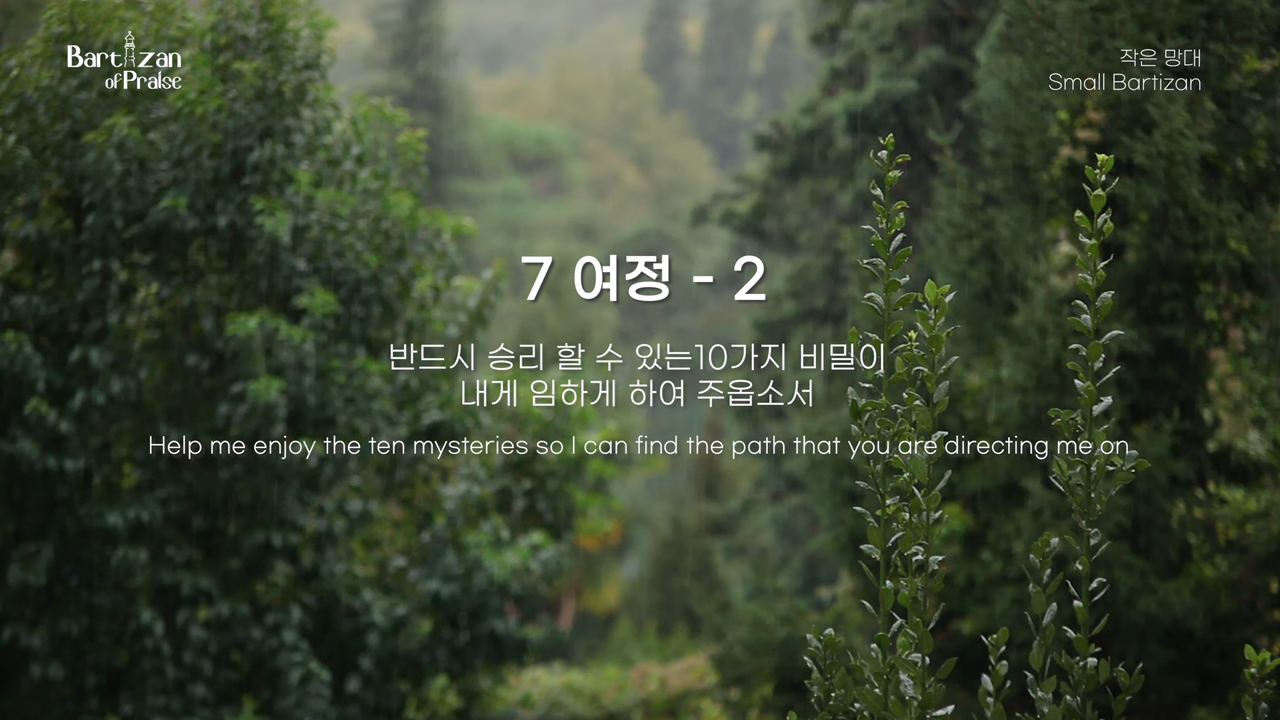 Bartizan
of Praise
작은 망대
Small Bartizan
7 여정 - 2
반드시 승리 할 수 있는10가지 비밀이
내게 임하게 하여 주옵소서
Help me enjoy the ten mysteries so I can find the path that you are directing me on